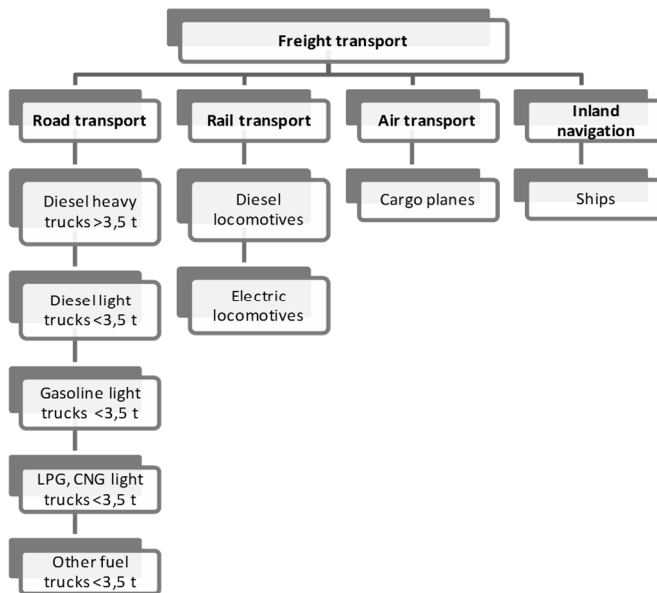 Freight transport
Road transport
Rail transport
Air transport
Inland
navigation
Diesel heavy
trucks>3,5 t
Diesel
locomotives
Cargo planes
Ships
Diesel light
trucks<3,5 t
Electric
locomotives
Gasoline light
trucks <3,5 t
LPG, CNG light
trucks<3,5 t
Other fuel
trucks<3,5 t